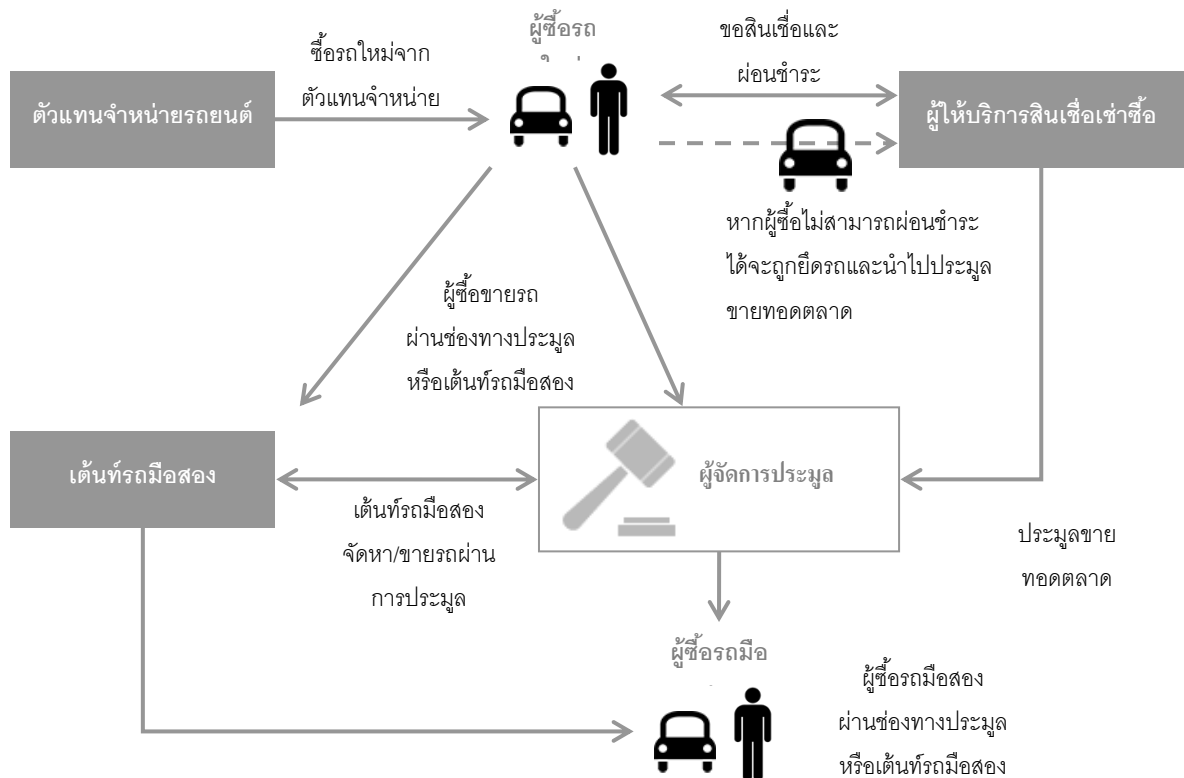 ผู้ซื้อรถ
ขอสินเชื่อและ
ผ่อนชำระ
ซื้อรถใหม่จาก
ตัวแทนจำหน่าย
ตัวแทนจำหน่ายรถยนต์
ผู้ให้บริการสินเชื่อเช่าซื้อ
หากผู้ซื้อไม่สามารถผ่อนชำระ
ได้จะถูกยึดรถและนำไปประมูล
ขายทอดตลาด
ผู้ซื้อขายรถ
ผ่านช่องทางประมูล
หรือเต้นท์รถมือสอง
เต้นท์รถมือสอง
ผู้จัดการประมูล
เต้นท์รถมือสอง
จัดหา/ขายรถผ่าน
การประมูล
ประมูลขาย
ทอดตลาด
ผู้ซื้อรถมือ
ผู้ซื้อรถมือสอง
ผ่านช่องทางประมูล
หรือเต้นท์รถมือสอง